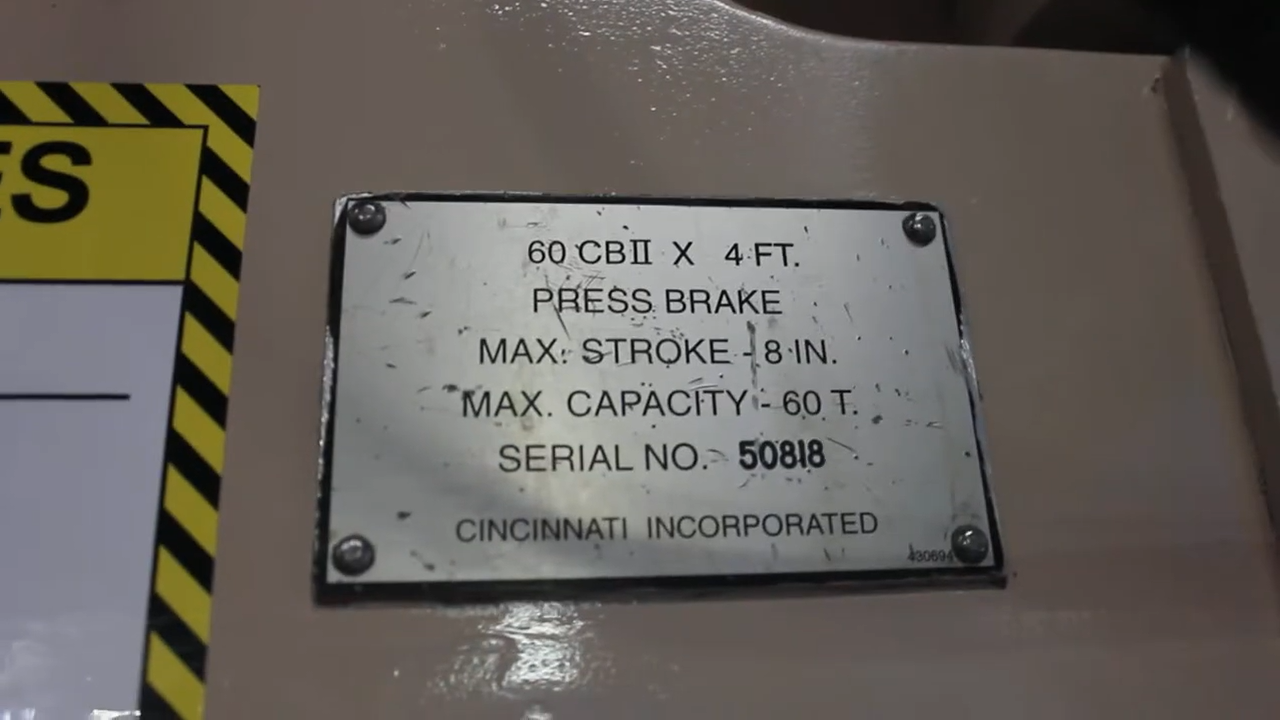 ES
60 CBII X 4 FT.
PRESS BRAKE
MAX. STROKE - 8 IN.
MAX. CAPACITY - 60 T.
SERIAL NO. 50818
CINCINNATI INCORPORATED
430694